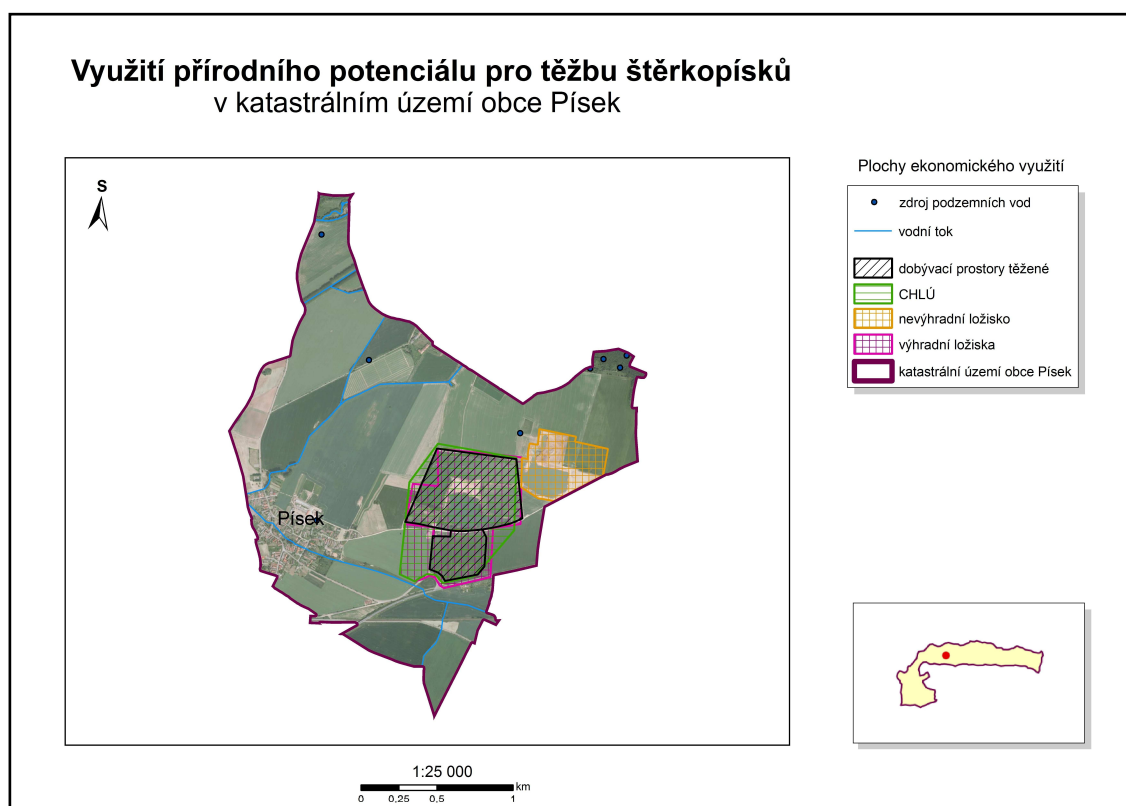 Využití přírodního potenciálu pro těžbu štěrkopísků
v katastrálním území obce Písek
S
Písek
Plochy ekonomického využití
zdroj podzemních vod
vodní tok
dobývací prostory těžené
CHLÚ
nevýhradní ložisko
výhradní ložiska
katastrální území obce Písek
1:25 000
km
0 0,25 0,5 1